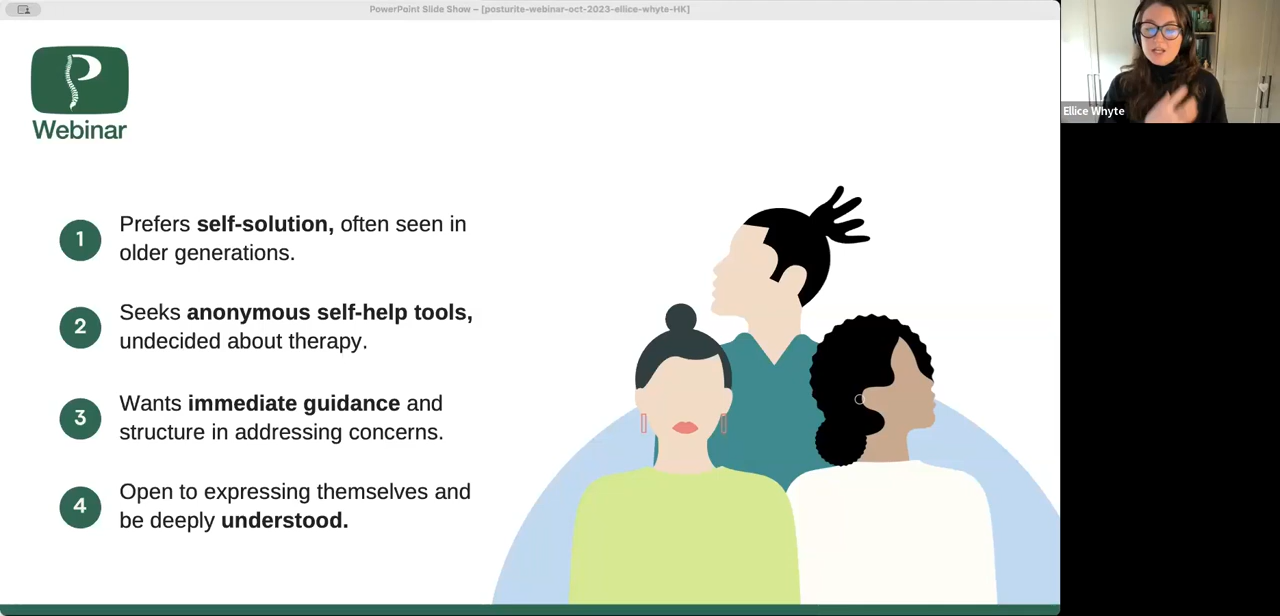 PowerPoint Slide Show – [posturite-webinar-oct-2023-ellice-whyte-HK]
Webinar
Ellice Whyte
1
Prefers self-solution, often seen in
older generations.
2
Seeks anonymous self-help tools,
undecided about therapy.
3
Wants immediate guidance and
structure in addressing concerns.
4
Open to expressing themselves and
be deeply understood.